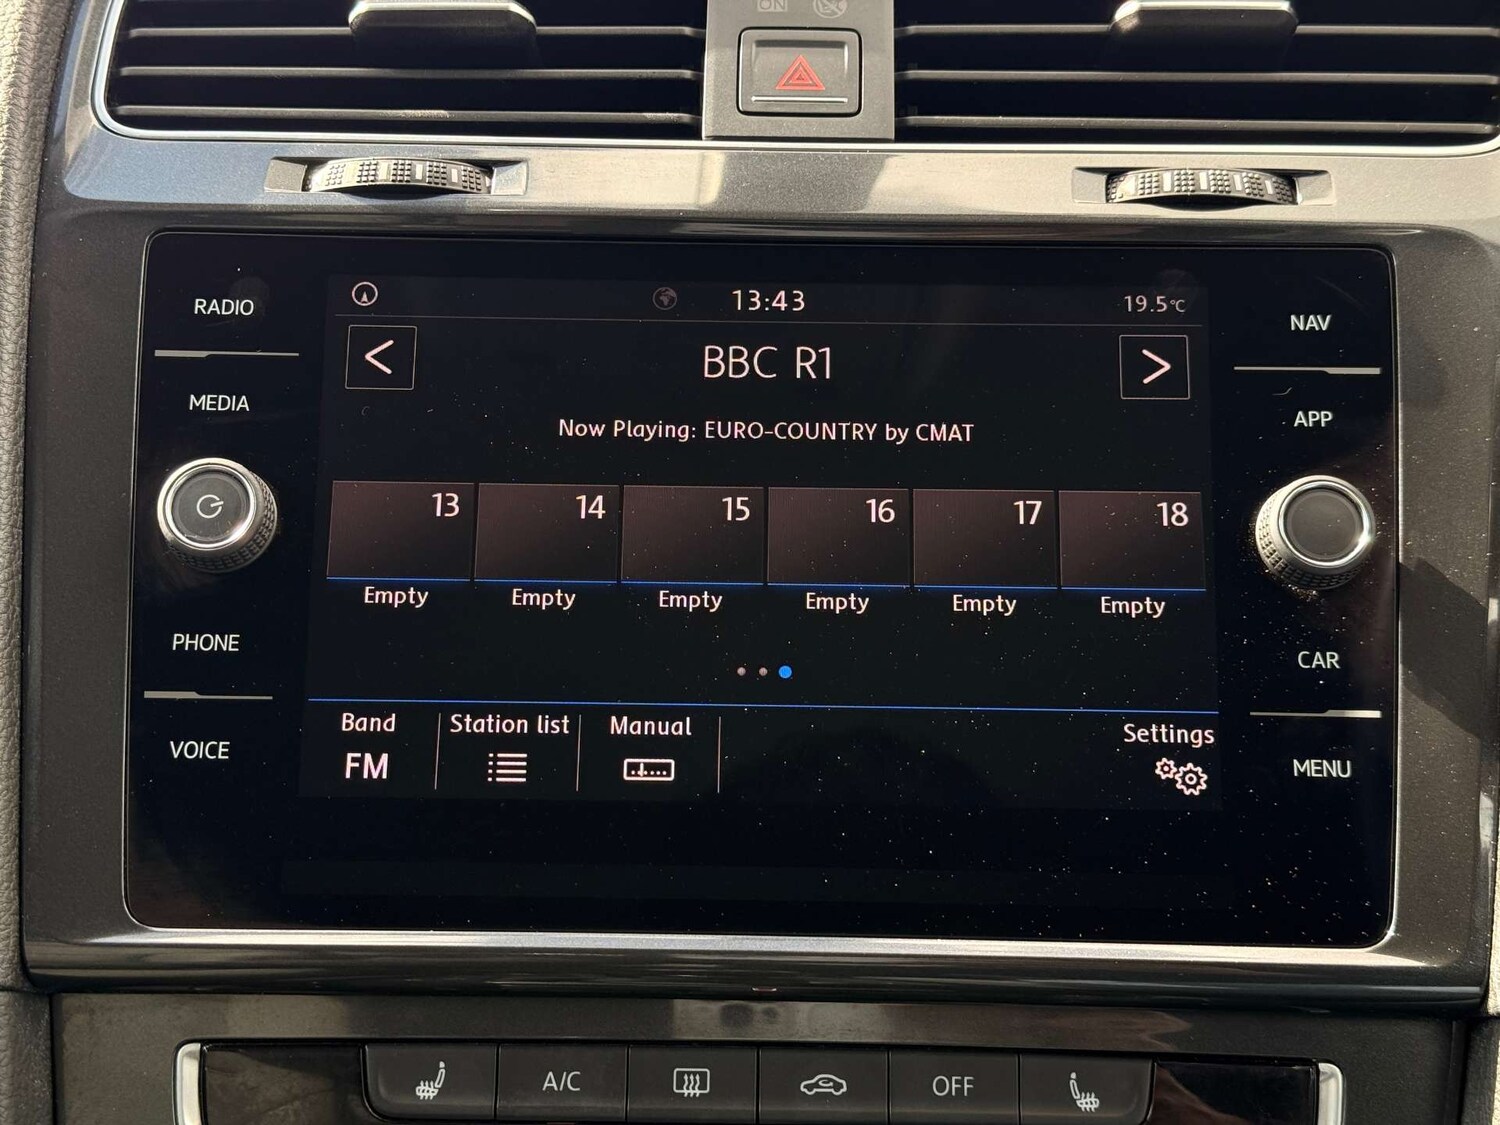 ON
RADIO
MEDIA
PHONE
VOICE
13:43
19.5°C
BBC R1
Now Playing: EURO-COUNTRY by CMAT
13 14 15 16 17 18
Empty Empty Empty Empty Empty Empty
Band Station list Manual Settings
FM
NAV
APP
CAR
MENU
A/C OFF